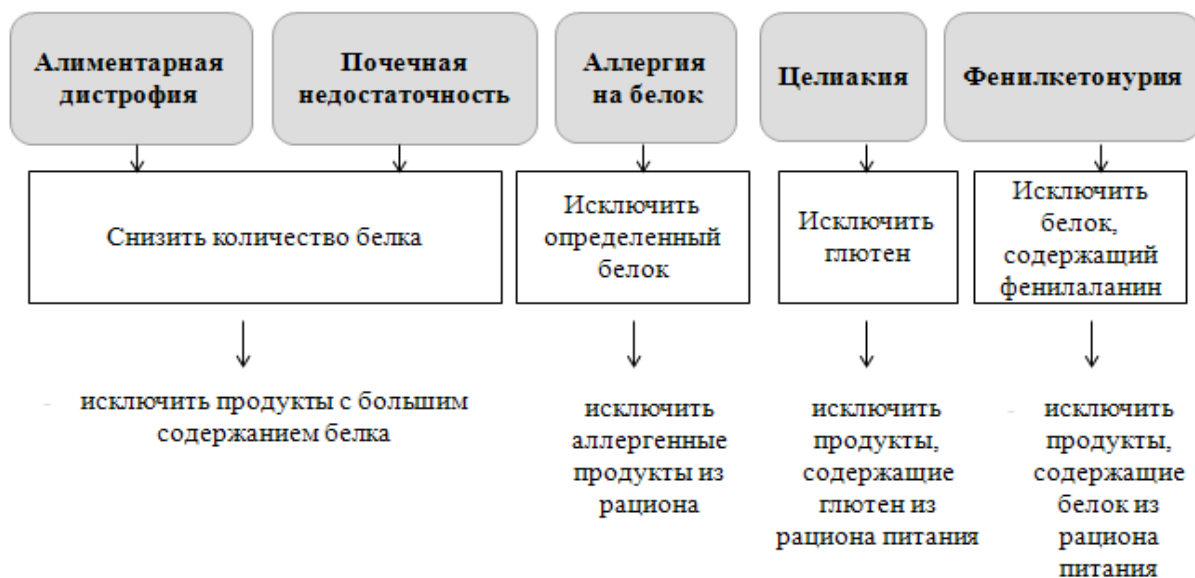 Алиментарная
дистрофия
Почечная
недостаточность
Аллергия
на белок
Целиакия
Фенилкетонурия
Снизить количество белка
Исключить
определенный
белок
Исключить
глютен
Исключить
белок,
содержащий
фенилаланин
- исключить продукты с большим
содержанием белка
исключить
аллергенные
продукты из
рациона
исключить
продукты,
содержащие
глютен из
рациона питания
- исключить
продукты,
содержащие
белок из
рациона
питания